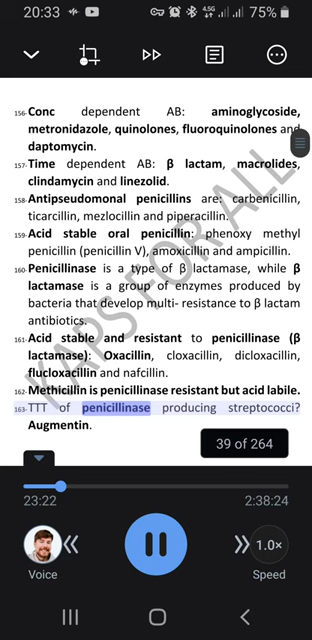 20:33 4.5G 75%
156- Conc dependent AB: aminoglycoside,
metronidazole, quinolones, fluoroquinolones and
daptomycin.
157- Time dependent AB: β lactam, macrolides,
clindamycin and linezolid.
158- Antipseudomonal penicillins are: carbenicillin,
ticarcillin, mezlocillin and piperacillin.
159- Acid stable oral penicillin: phenoxy methyl
penicillin (penicillin V), amoxicillin and ampicillin.
160- Penicillinase is a type of β lactamase, while β
lactamase is a group of enzymes produced by
bacteria that develop multi- resistance to β lactam
antibiotics.
161- Acid stable and resistant to penicillinase (β
lactamase): Oxacillin, cloxacillin, dicloxacillin,
flucloxacillin and nafcillin.
162- Methicillin is penicillinase resistant but acid labile.
163- TTT of penicillinase producing streptococci?
Augmentin.
KAPS FOR ALL
39 of 264
23:22 2:38:24
1.0×
Voice Speed